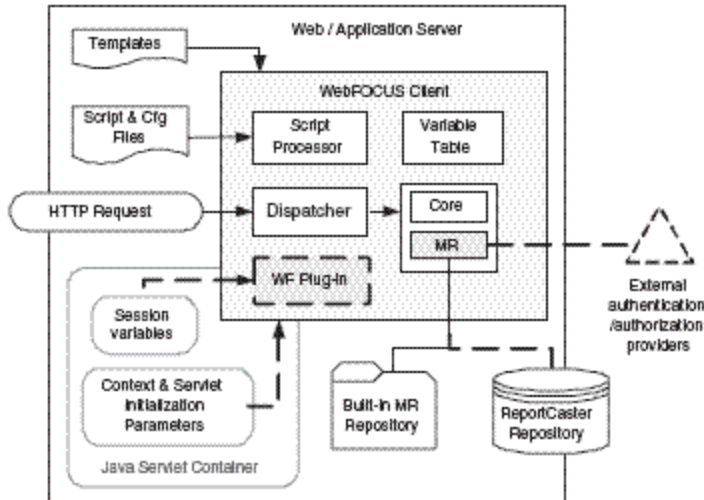 Web / Application Server
Templates
WebFOCUS Client
Script & Cfg
Files
Script
Processor
Variable
Table
HTTP Request
Dispatcher
Core
MR
WF Plug-In
Session
variables
External
authentication
/authorization
providers
Context & Servlet
Initialization
Parameters
Built-In MR
Repository
ReportCaster
Repository
Java Servlet Container